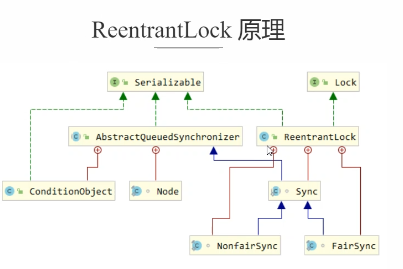 ReentrantLock 原理
Serializable
Lock
AbstractQueuedSynchronizer
ReentrantLock
ConditionObject
Node
Sync
NonfairSync
FairSync